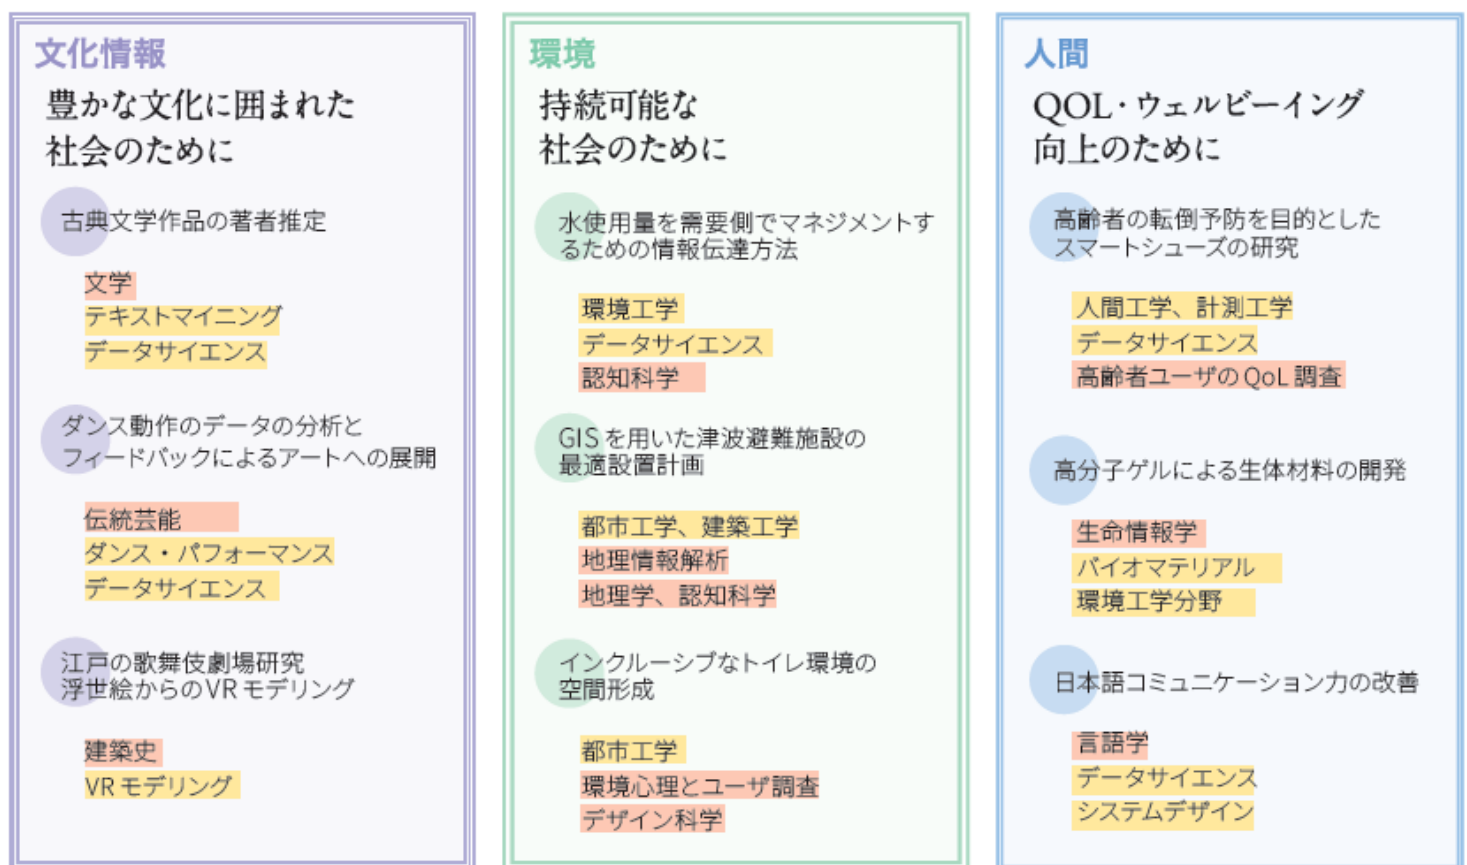 文化情報
豊かな文化に囲まれた
社会のために
古典文学作品の著者推定
文学
テキストマイニング
データサイエンス
ダンス動作のデータの分析と
フィードバックによるアートへの展開
伝統芸能
ダンス・パフォーマンス
データサイエンス
江戸の歌舞伎劇場研究
浮世絵からのVRモデリング
建築史
VRモデリング
環境
持続可能な
社会のために
水使用量を需要側でマネジメントす
るための情報伝達方法
環境工学
データサイエンス
認知科学
GISを用いた津波避難施設の
最適設置計画
都市工学、建築工学
地理情報解析
地理学、認知科学
インクルーシブなトイレ環境の
空間形成
都市工学
環境心理とユーザ調査
デザイン科学
人間
QOL・ウェルビーイング
向上のために
高齢者の転倒予防を目的とした
スマートシューズの研究
人間工学、計測工学
データサイエンス
高齢者ユーザのQoL調査
高分子ゲルによる生体材料の開発
生命情報学
バイオマテリアル
環境工学分野
日本語コミュニケーション力の改善
言語学
データサイエンス
システムデザイン